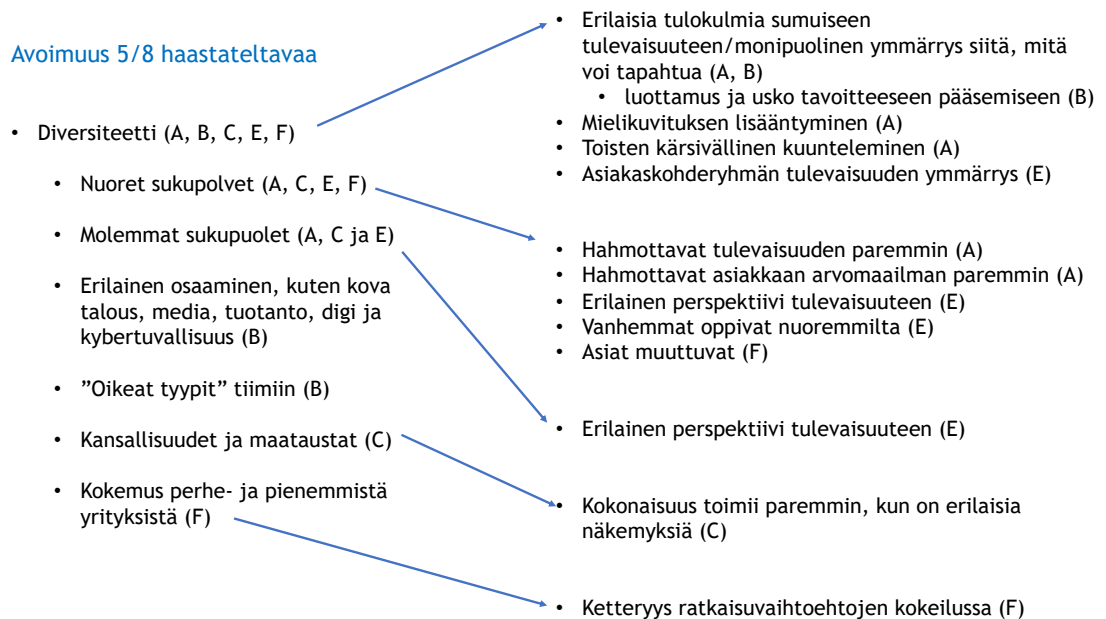 Avoimuus 5/8 haastateltavaa
• Diversiteetti (A, B, C, E, F)
• Nuoret sukupolvet (A, C, E, F)
• Molemmat sukupuolet (A, C ja E)
• Erilainen osaaminen, kuten kova
talous, media, tuotanto, digi ja
kybertuvallisuus (B)
• ”Oikeat tyypit” tiimiin (B)
• Kansallisuudet ja maataustat (C)
• Kokemus perhe- ja pienemmistä
yrityksistä (F)
• Erilaisia tulokulmia sumuiseen
tulevaisuuteen/monipuolinen ymmärrys siitä, mitä
voi tapahtua (A, B)
• luottamus ja usko tavoitteeseen pääsemiseen (B)
• Mielikuvituksen lisääntyminen (A)
• Toisten kärsivällinen kuunteleminen (A)
• Asiakaskohderyhmän tulevaisuuden ymmärrys (E)
• Hahmottavat tulevaisuuden paremmin (A)
• Hahmottavat asiakkaan arvomaailman paremmin (A)
• Erilainen perspektiivi tulevaisuuteen (E)
• Vanhemmat oppivat nuoremmilta (E)
• Asiat muuttuvat (F)
• Erilainen perspektiivi tulevaisuuteen (E)
• Kokonaisuus toimii paremmin, kun on erilaisia
näkemyksiä (C)
• Ketteryys ratkaisuvaihtoehtojen kokeilussa (F)